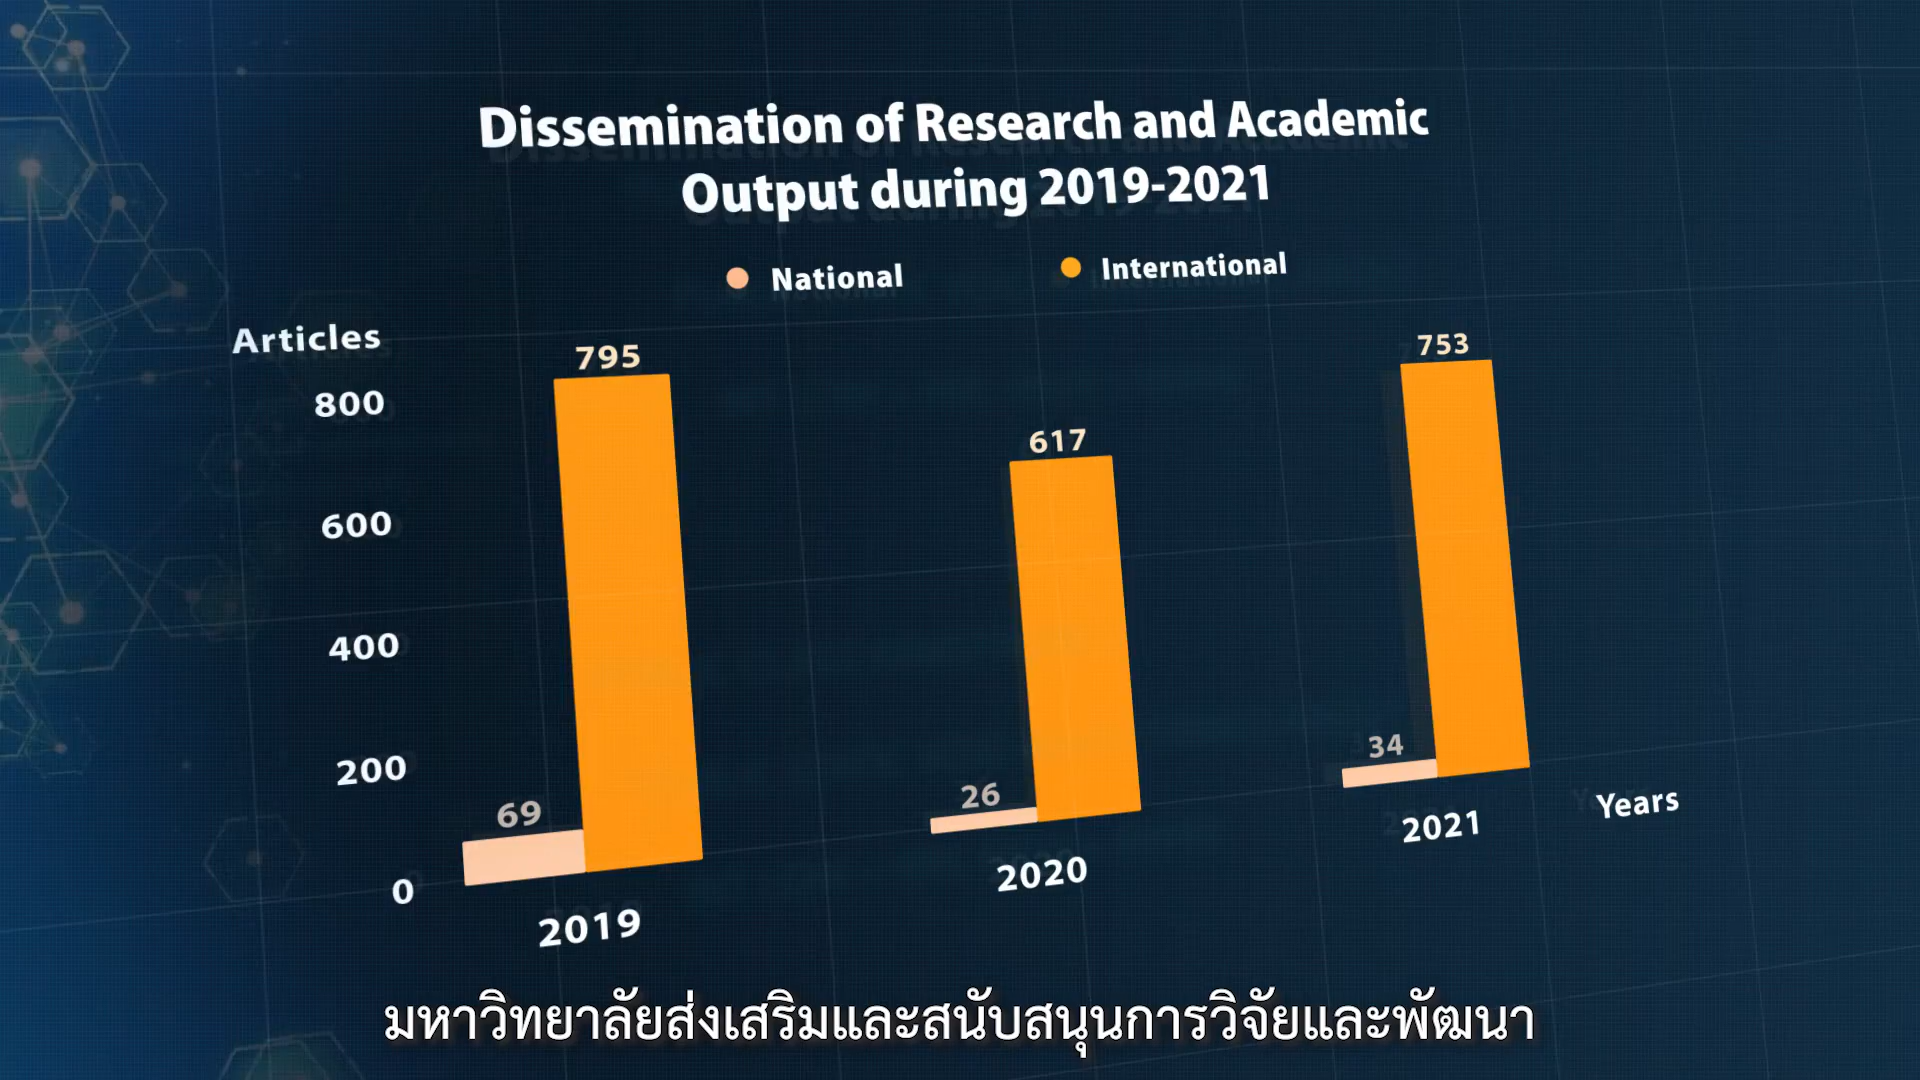 Dissemination of Research and Academic
Output during 2019-2021
National
International
Articles
800
600
400
200
0
795
69
617
26
753
34
2019
2020
2021
Years
มหาวิทยาลัยส่งเสริมและสนับสนุนการวิจัยและพัฒนา